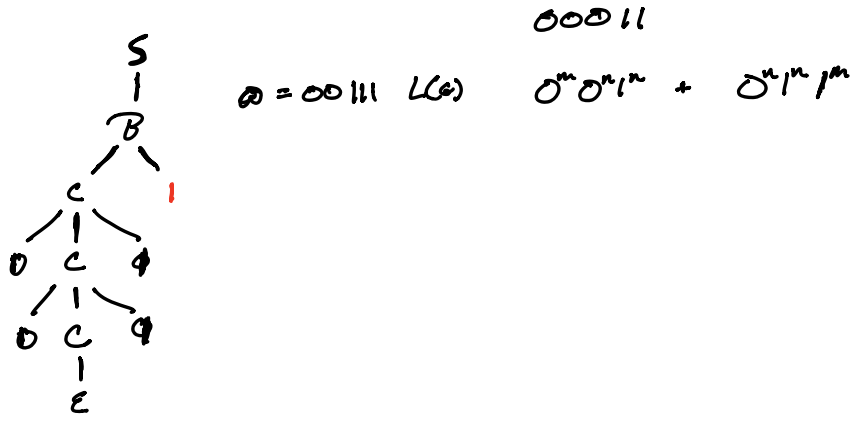 00011
S
ω = 00111 L(G) 0^m 0^n 1^n + 0^n 1^n 1^m
B
C 1
0 C 1
0 C 1
ε